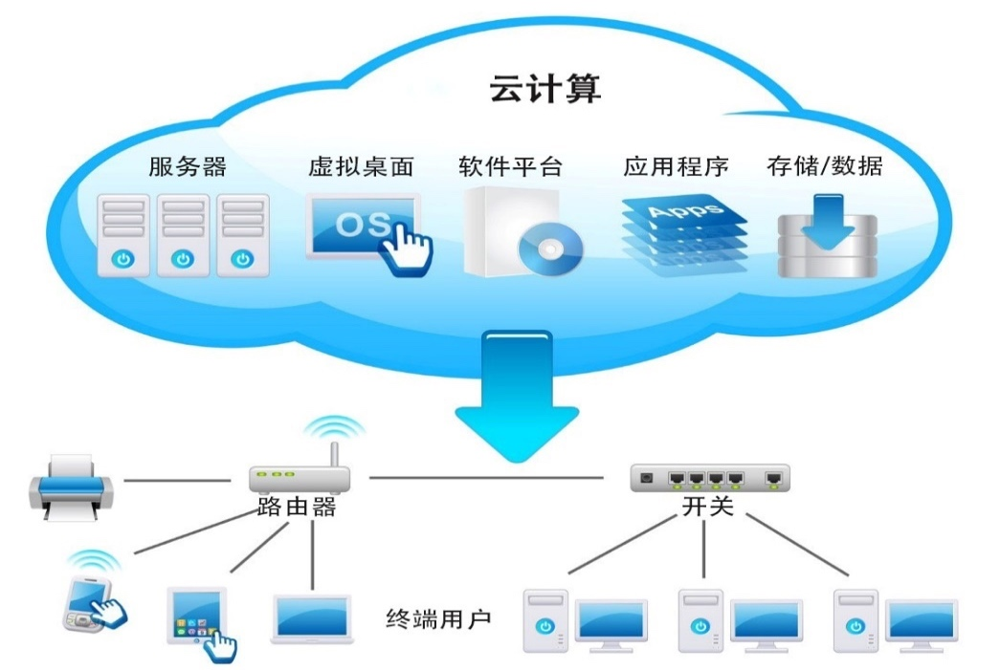 云计算
服务器
虚拟桌面
软件平台
应用程序
存储/数据
OS
Apps
路由器
开关
终端用户